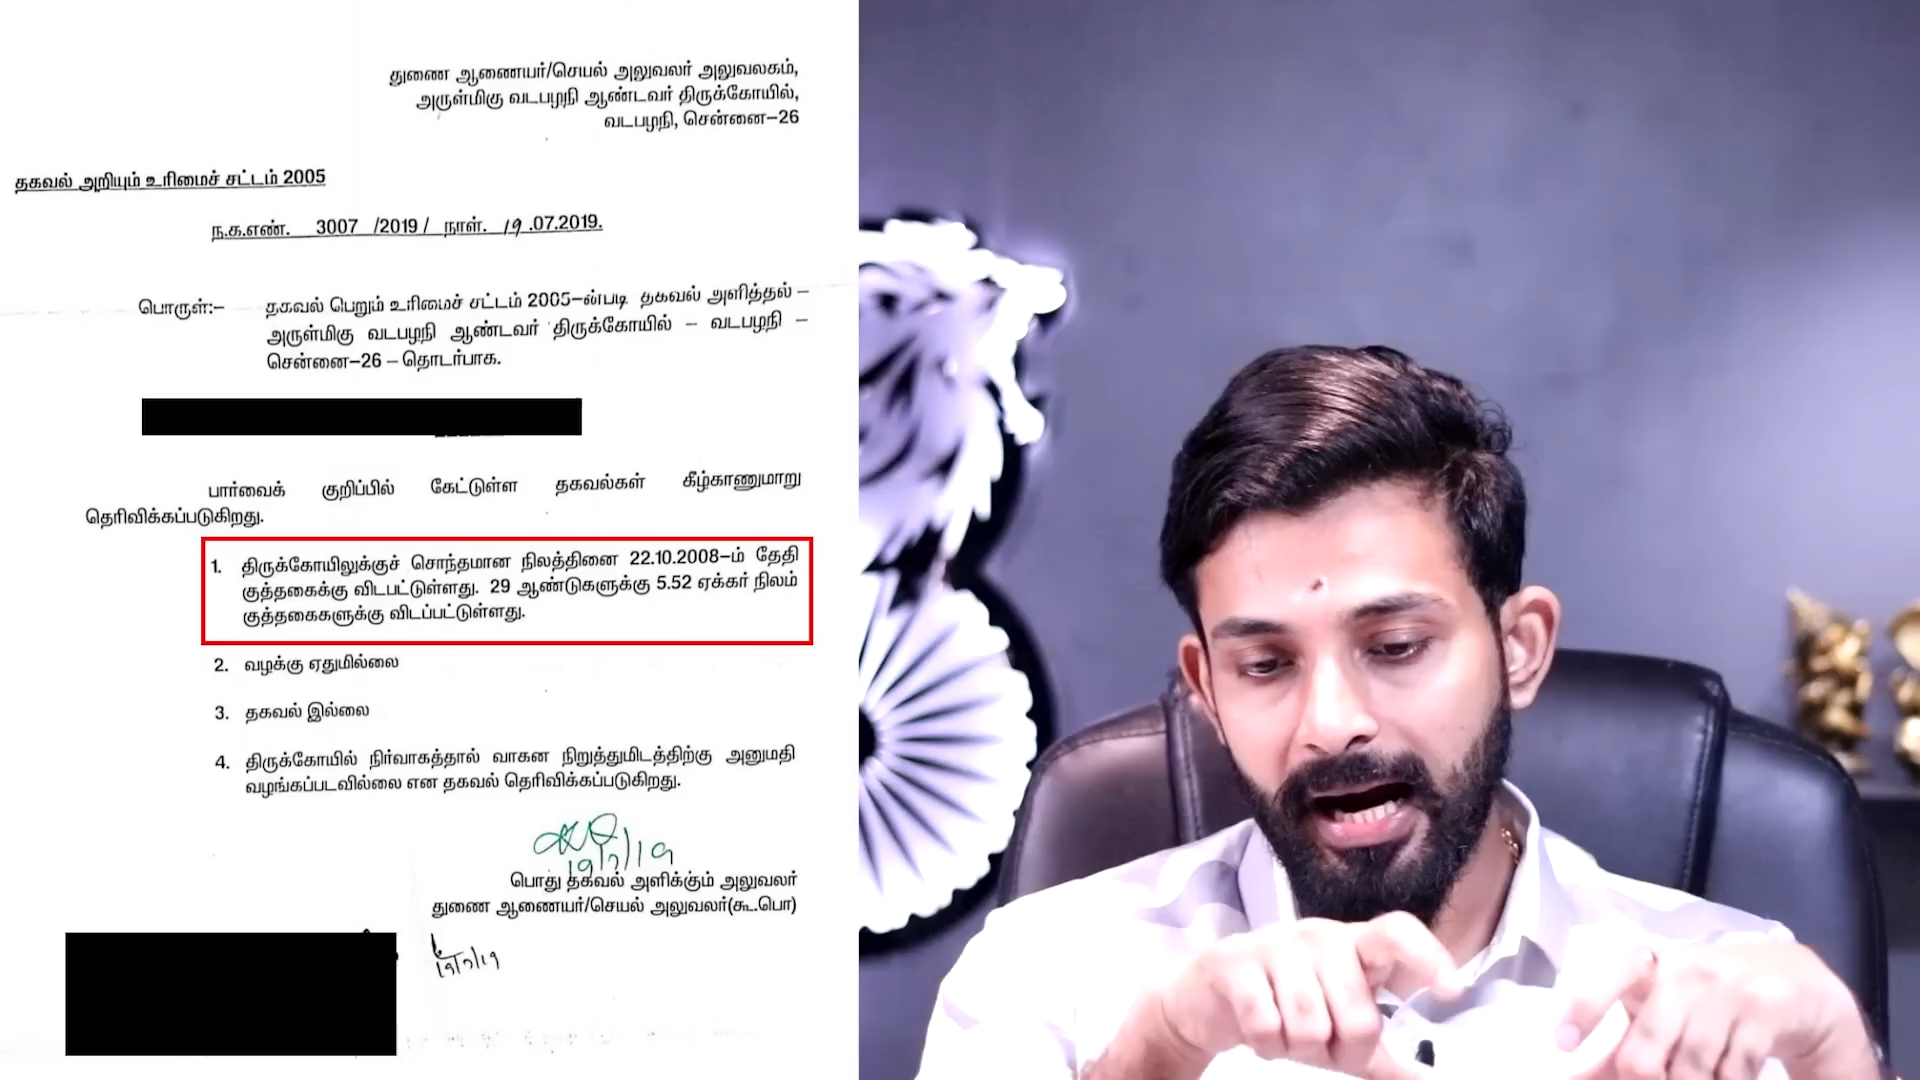 துணை ஆணையர்/செயல் அலுவலர் அலுவலகம்,
அருள்மிகு வடபழநி ஆண்டவர் திருக்கோயில்,
வடபழநி, சென்னை–26
தகவல் அறியும் உரிமைச் சட்டம் 2005
ந.க.எண். 3007 /2019 / நாள். 19 .07.2019.
பொருள்:– தகவல் பெறும் உரிமைச் சட்டம் 2005–ன்படி தகவல் அளித்தல் –
அருள்மிகு வடபழநி ஆண்டவர் திருக்கோயில் – வடபழநி –
சென்னை–26 – தொடர்பாக.
பார்வைக் குறிப்பில் கேட்டுள்ள தகவல்கள் கீழ்காணுமாறு
தெரிவிக்கப்படுகிறது.
1. திருக்கோயிலுக்குச் சொந்தமான நிலத்தினை 22.10.2008–ம் தேதி
குத்தகைக்கு விடபட்டுள்ளது. 29 ஆண்டுகளுக்கு 5.52 ஏக்கர் நிலம்
குத்தகைகளுக்கு விடப்பட்டுள்ளது.
2. வழக்கு ஏதுமில்லை
3. தகவல் இல்லை
4. திருக்கோயில் நிர்வாகத்தால் வாகன நிறுத்துமிடத்திற்கு அனுமதி
வழங்கப்படவில்லை என தகவல் தெரிவிக்கப்படுகிறது.
19/7/19
பொது தகவல் அளிக்கும் அலுவலர்
துணை ஆணையர்/செயல் அலுவலர்(கூ.பொ)
19/7/19